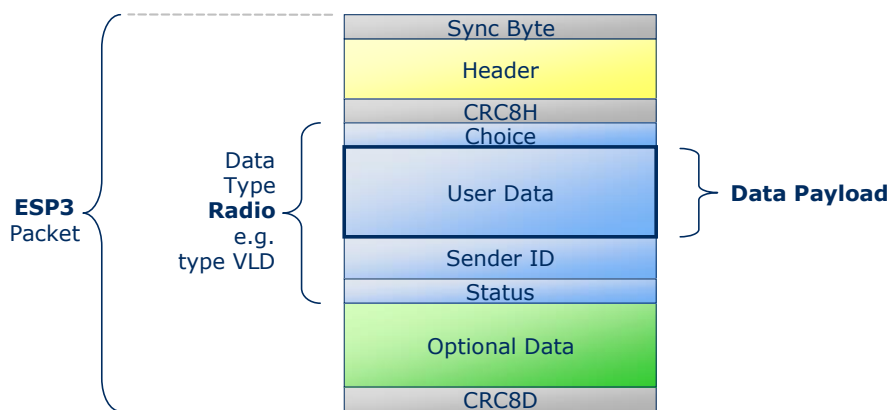 Sync Byte
Header
CRC8H
Choice
Data
Type
Radio
e.g.
type VLD
User Data
Data Payload
ESP3
Packet
Sender ID
Status
Optional Data
CRC8D